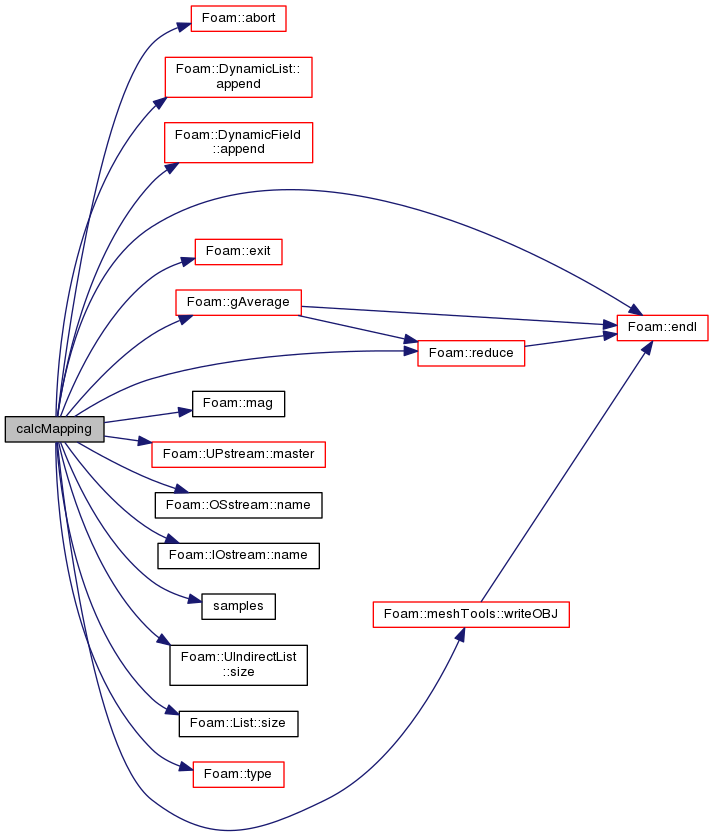 Foam::abort
Foam::DynamicList::
append
Foam::DynamicField
::append
Foam::exit
Foam::gAverage
Foam::endl
Foam::reduce
Foam::mag
calcMapping
Foam::UPstream::master
Foam::OSstream::name
Foam::IOstream::name
samples
Foam::meshTools::writeOBJ
Foam::UIndirectList
::size
Foam::List::size
Foam::type